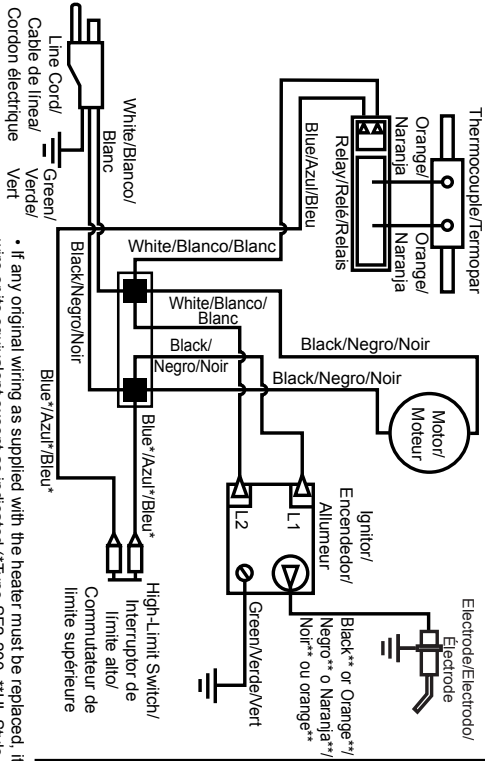 Thermocouple/Termopar
Orange/
Naranja
Orange/
Naranja
Relay/Relé/Relais
Blue/Azul/Bleu
White/Blanco/Blanc
Line Cord/
Cable de línea/
Cordon électrique
White/Blanco/
Blanc
Green/
Verde/
Vert
Black/Negro/Noir
White/Blanco/
Blanc
Black/
Negro/Noir
Black/Negro/Noir
Black/Negro/Noir
Motor/
Moteur
Blue*/Azul*/Bleu*
Blue*/Azul*/Bleu*
High-Limit Switch/
Interruptor de
límite alto/
Commutateur de
limite supérieure
Ignitor/
Encendedor/
Allumeur
L1
L2
Green/Verde/Vert
Electrode/Electrodo/
Électrode
Black** or Orange**/
Negro** o Naranja**/
Noir** ou orange**
• If any original wiring as supplied with the heater must be replaced, it